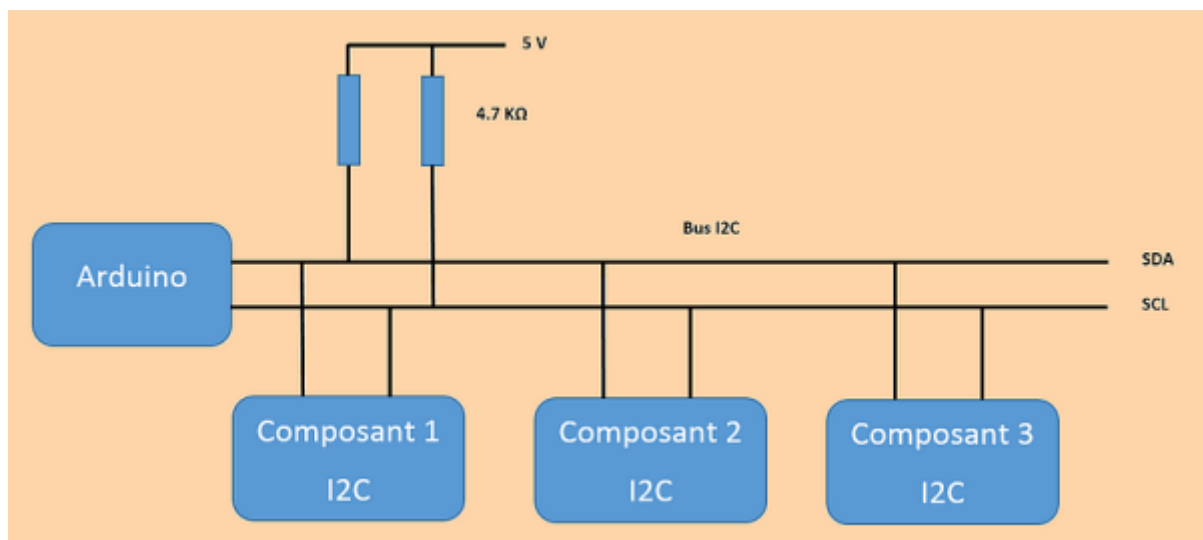 5 V
4.7 KΩ
Bus I2C
SDA
Arduino
SCL
Composant 1
I2C
Composant 2
I2C
Composant 3
I2C